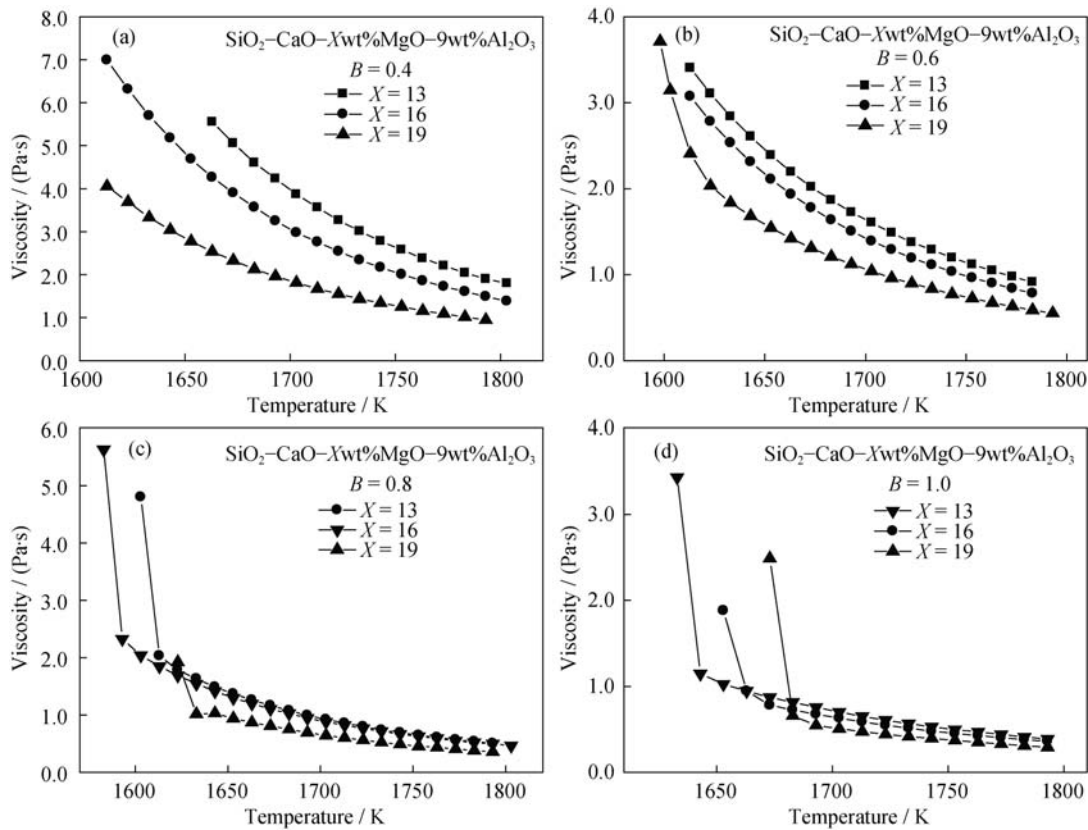 (a)
SiO₂–CaO–Xwt%MgO–9wt%Al₂O₃
B = 0.4
X = 13
X = 16
X = 19
Viscosity / (Pa·s)
8.0
7.0
6.0
5.0
4.0
3.0
2.0
1.0
0.0
1600 1650 1700 1750 1800
Temperature / K
(b)
SiO₂–CaO–Xwt%MgO–9wt%Al₂O₃
B = 0.6
X = 13
X = 16
X = 19
Viscosity / (Pa·s)
4.0
3.0
2.0
1.0
0.0
1600 1650 1700 1750 1800
Temperature / K
(c)
SiO₂–CaO–Xwt%MgO–9wt%Al₂O₃
B = 0.8
X = 13
X = 16
X = 19
Viscosity / (Pa·s)
6.0
5.0
4.0
3.0
2.0
1.0
0.0
1600 1650 1700 1750 1800
Temperature / K
(d)
SiO₂–CaO–Xwt%MgO–9wt%Al₂O₃
B = 1.0
X = 13
X = 16
X = 19
Viscosity / (Pa·s)
4.0
3.0
2.0
1.0
0.0
1650 1700 1750 1800
Temperature / K